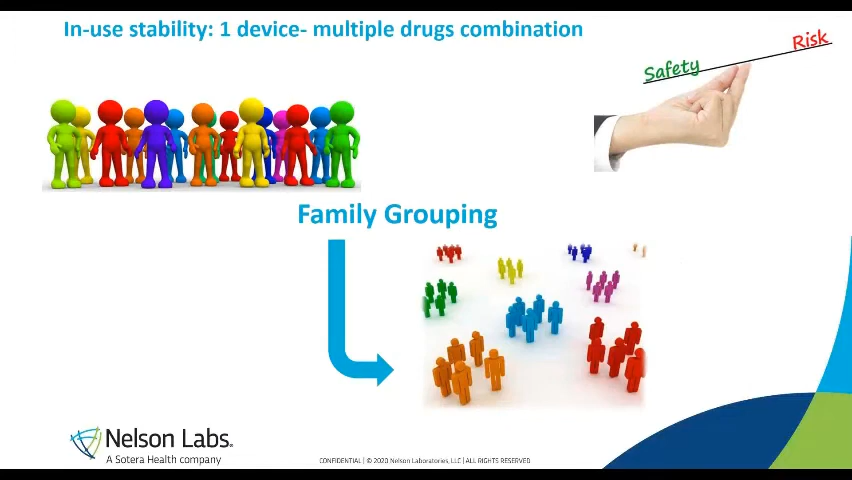 In-use stability: 1 device- multiple drugs combination
Safety
Risk
Family Grouping
Nelson Labs.
A Sotera Health company
CONFIDENTIAL | © 2020 Nelson Laboratories, LLC | ALL RIGHTS RESERVED